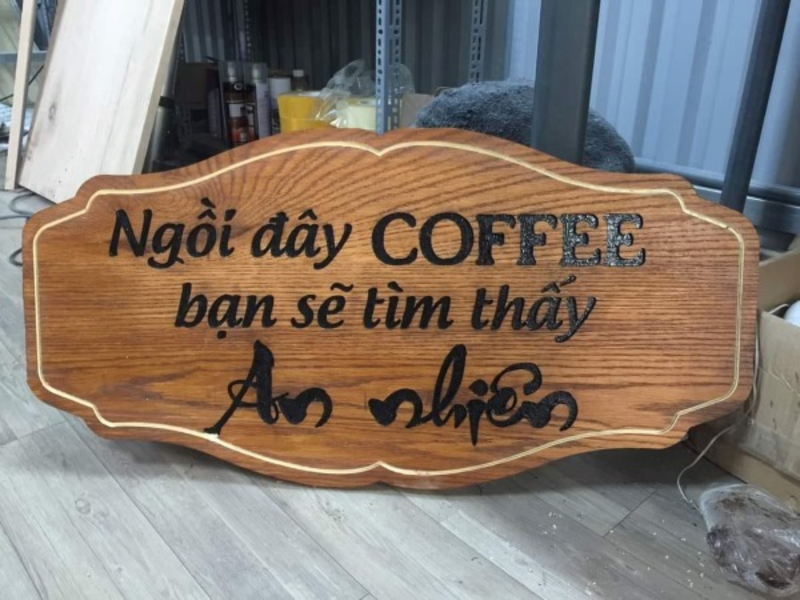 Ngồi đây COFFEE
bạn sẽ tìm thấy
An nhiên